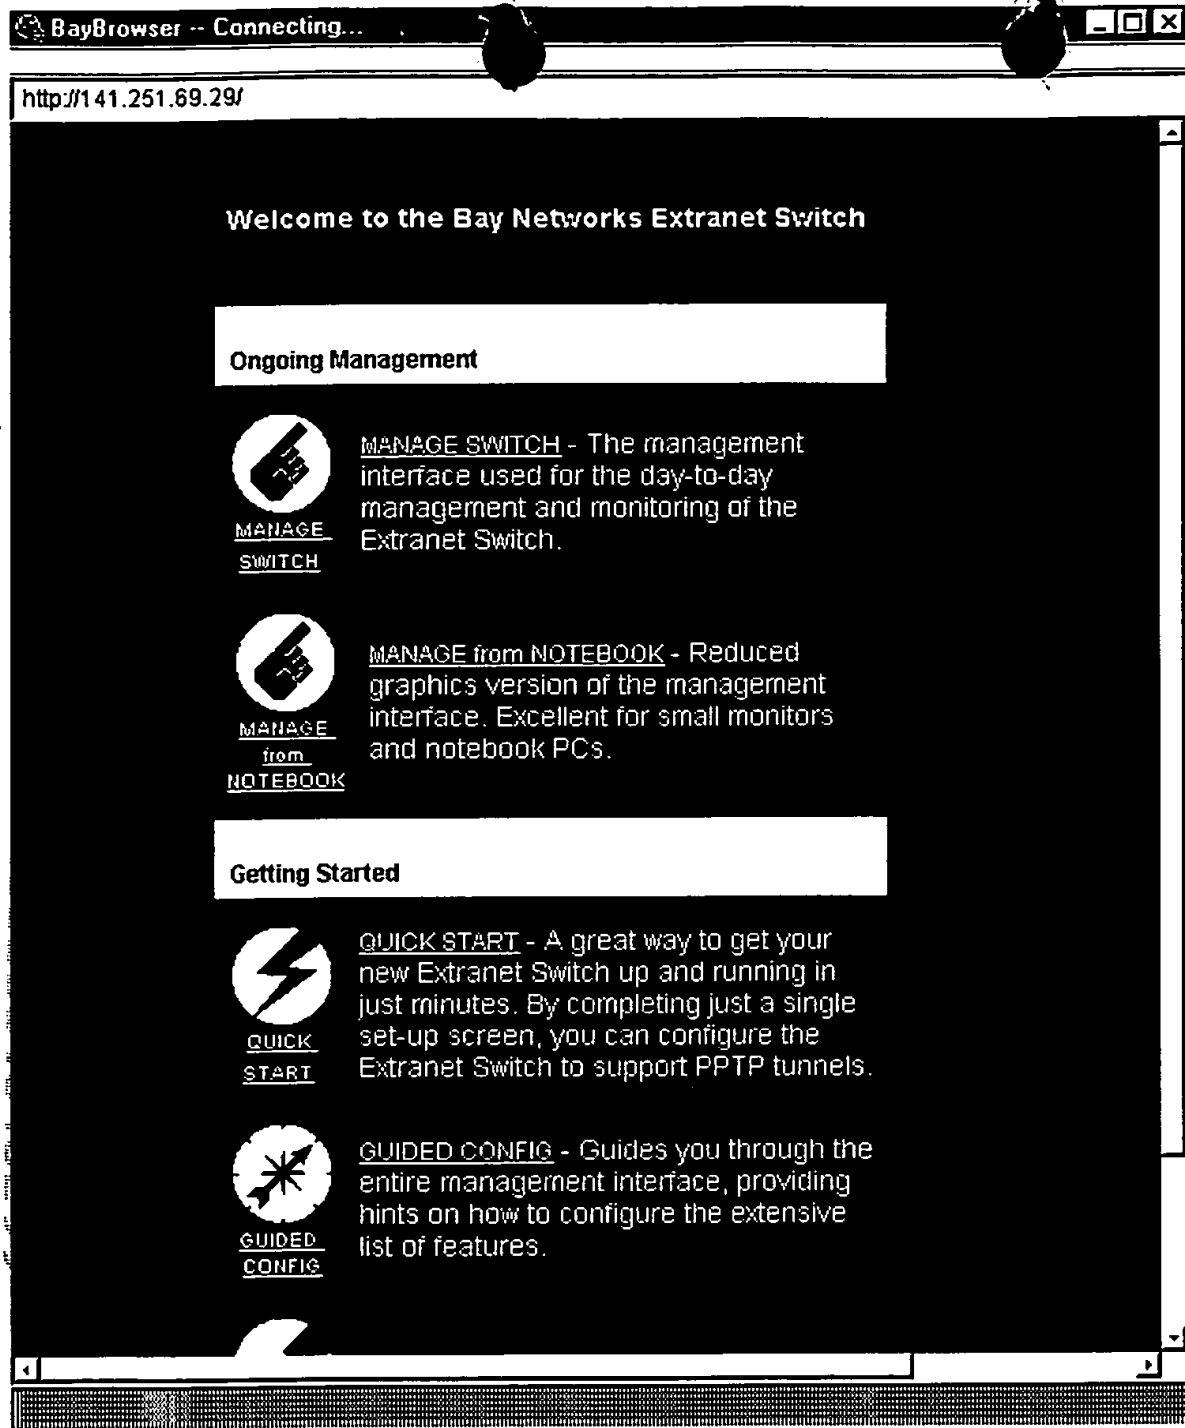 BayBrowser -- Connecting...
http://141.251.69.29/
Welcome to the Bay Networks Extranet Switch
Ongoing Management
MANAGE SWITCH
MANAGE SWITCH - The management
interface used for the day-to-day
management and monitoring of the
Extranet Switch.
MANAGE
SWITCH
MANAGE from NOTEBOOK - Reduced
graphics version of the management
interface. Excellent for small monitors
and notebook PCs.
MANAGE
from
NOTEBOOK
Getting Started
QUICK START - A great way to get your
new Extranet Switch up and running in
just minutes. By completing just a single
set-up screen, you can configure the
Extranet Switch to support PPTP tunnels.
QUICK
START
GUIDED CONFIG - Guides you through the
entire management interface, providing
hints on how to configure the extensive
list of features.
GUIDED
CONFIG